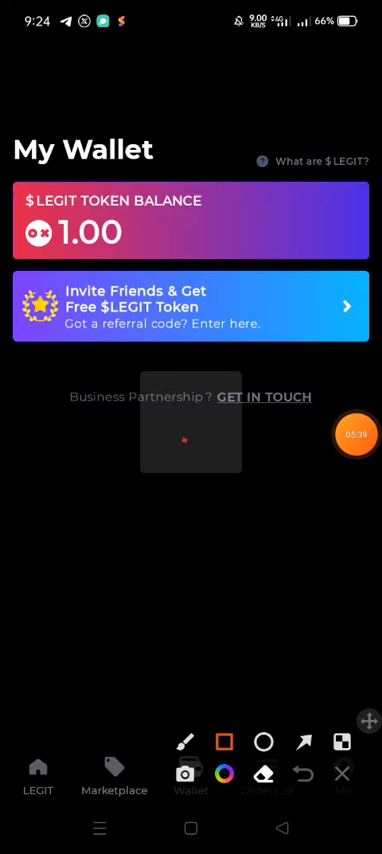 9:24
9.00
KB/S
4G
66%
My Wallet
? What are $LEGIT?
$LEGIT TOKEN BALANCE
1.00
Invite Friends & Get
Free $LEGIT Token
Got a referral code? Enter here.
Business Partnership? GET IN TOUCH
05:39
LEGIT
Marketplace
Wallet
Order List
Me